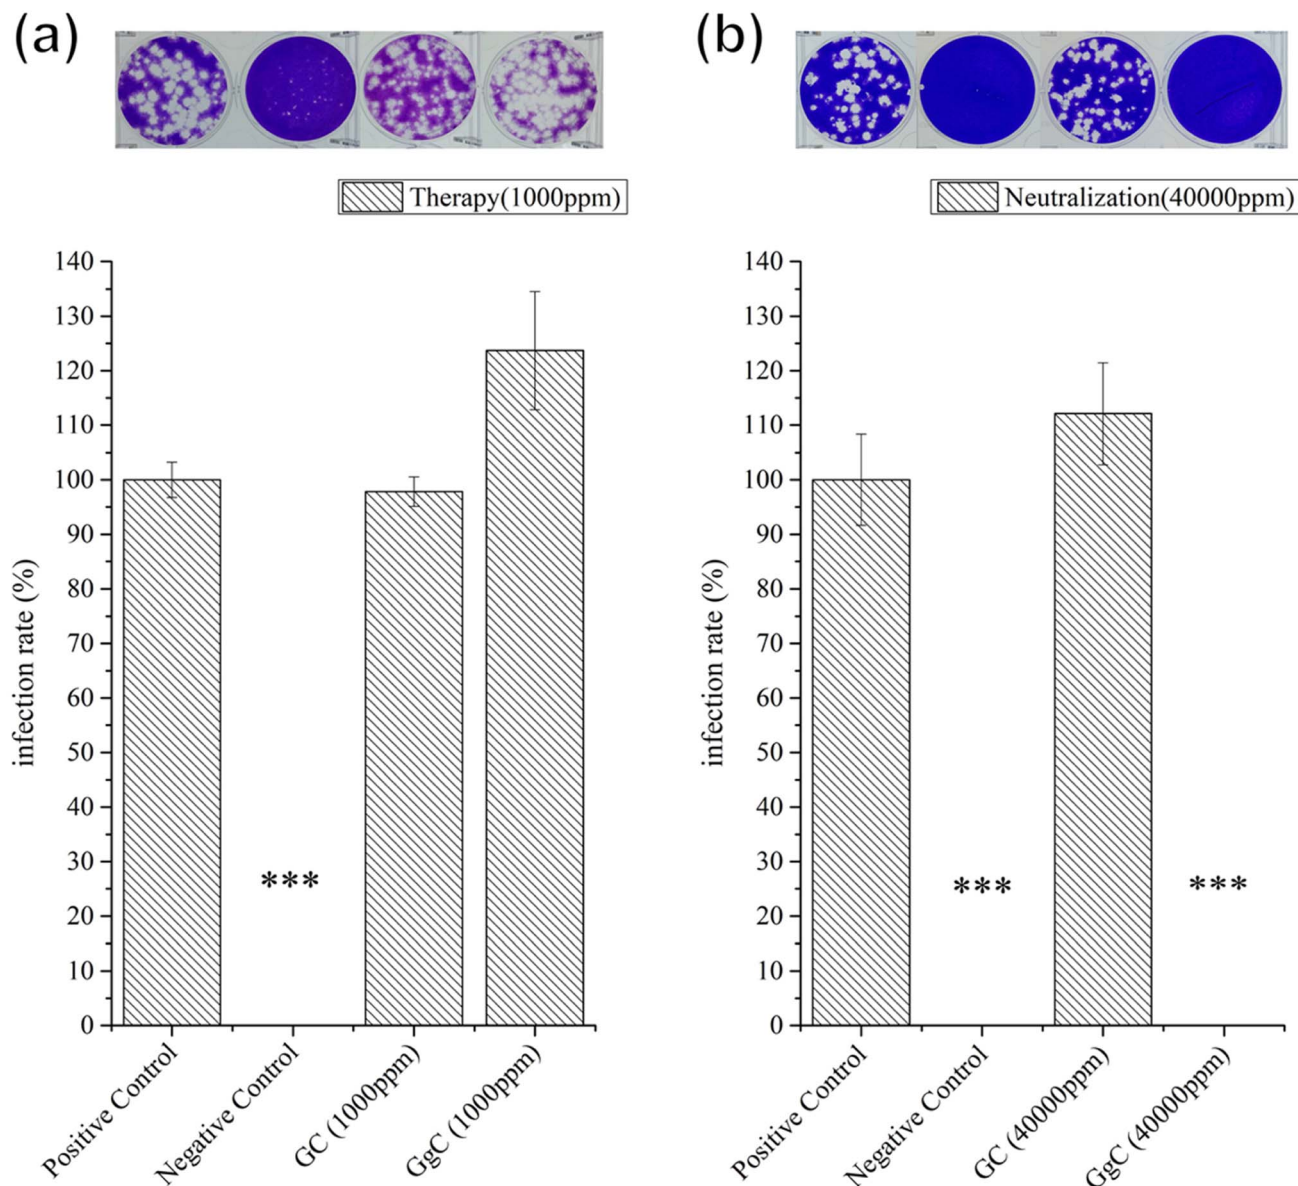 (a)
Therapy(1000ppm)
140
130
120
110
100
90
80
70
60
50
40
30
20
10
0
infection rate (%)
***
Positive Control
Negative Control
GC (1000ppm)
GgC (1000ppm)
(b)
Neutralization(40000ppm)
140
130
120
110
100
90
80
70
60
50
40
30
20
10
0
infection rate (%)
***
***
Positive Control
Negative Control
GC (40000ppm)
GgC (40000ppm)